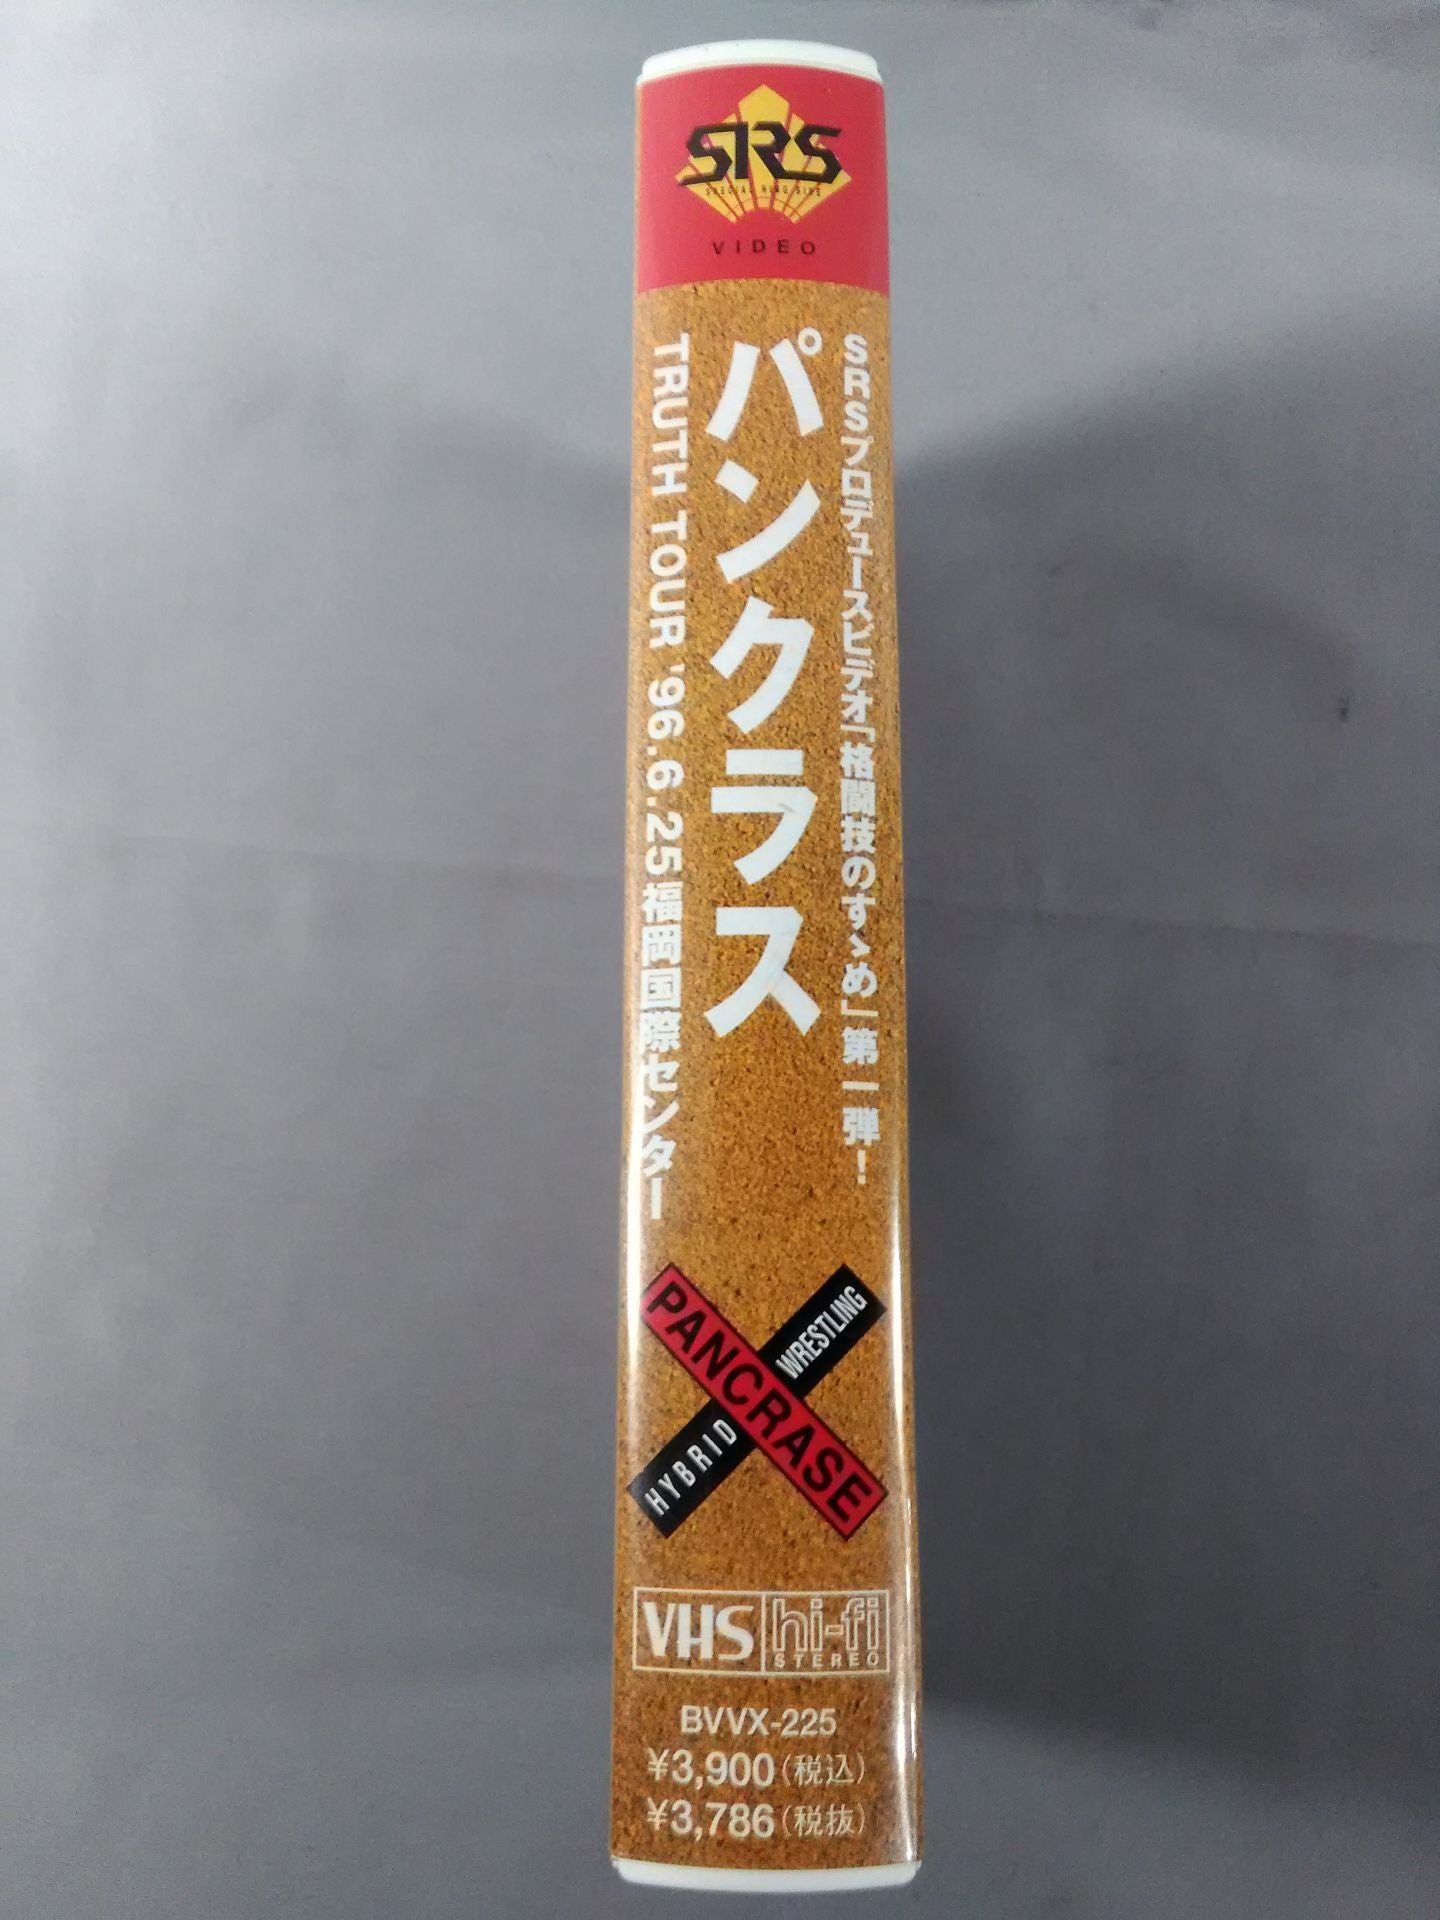 SRS
SPECIAL RING SIDE
VIDEO
SRSプロデュースビデオ「格闘技のすゝめ」第一弾!
パンクラス
TRUTH TOUR '96.6.25福岡国際センター
PANCRASE
HYBRID WRESTLING
VHS hi-fi
STEREO
BVVX-225
¥3,900(税込)
¥3,786(税抜)